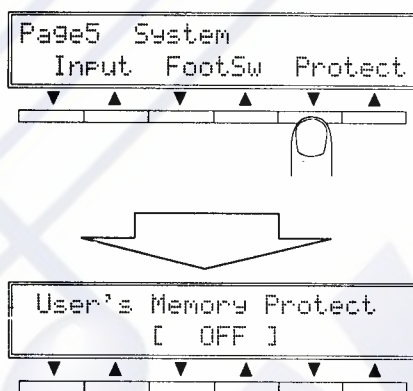 Page5 System
Input FootSw Protect
User's Memory Protect
[ OFF ]